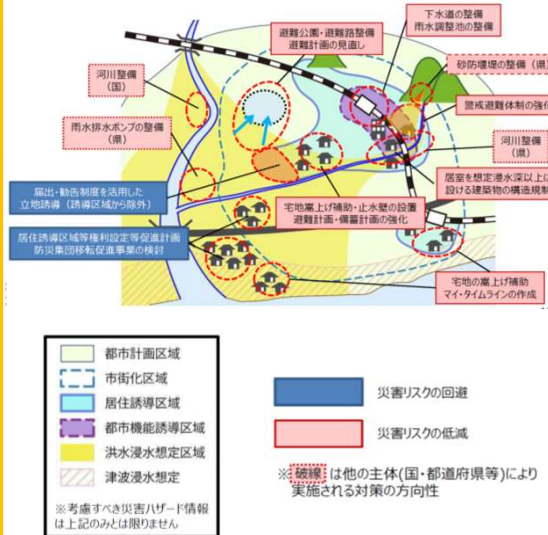 下水道の整備
雨水調整池の整備
避難公園・避難路整備
避難計画の見直し
砂防堰堤の整備（県）
河川整備
（国）
警戒避難体制の強化
雨水排水ポンプの整備
（県）
河川整備
（県）
居室を想定浸水深以上に
設ける建築物の構造規制
届出・勧告制度を活用した
立地誘導（誘導区域から除外）
宅地嵩上げ補助・止水壁の設置
避難計画・備蓄計画の強化
居住誘導区域等権利設定等促進計画
防災集団移転促進事業の検討
宅地の嵩上げ補助
マイ・タイムラインの作成
都市計画区域
市街化区域
居住誘導区域
都市機能誘導区域
洪水浸水想定区域
津波浸水想定
※考慮すべき災害ハザード情報
は上記のみとは限りません
災害リスクの回避
災害リスクの低減
※破線は他の主体(国・都道府県等)により
実施される対策の方向性